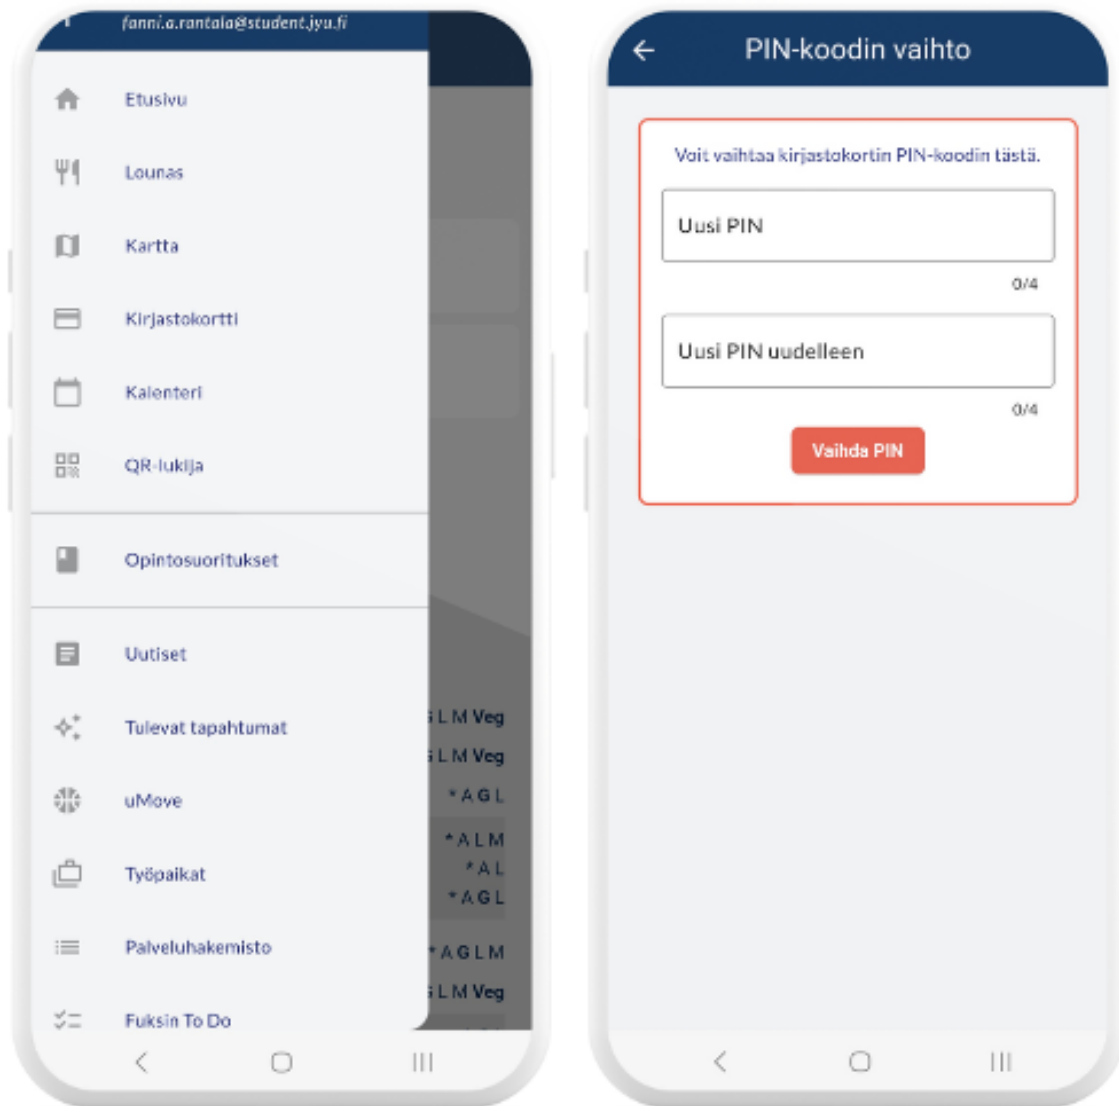 fanni.a.rantala@student.jyu.fi
Etusivu
Lounas
Kartta
Kirjastokortti
Kalenteri
QR-lukija
Opintosuoritukset
Uutiset
Tulevat tapahtumat
uMove
Työpaikat
Palveluhakemisto
Fuksin To Do
L M Veg
L M Veg
* A G L
* A L M
* A L
* A G L
* A G L M
L M Veg
PIN-koodin vaihto
Voit vaihtaa kirjastokortin PIN-koodin tästä.
Uusi PIN
0/4
Uusi PIN uudelleen
0/4
Vaihda PIN